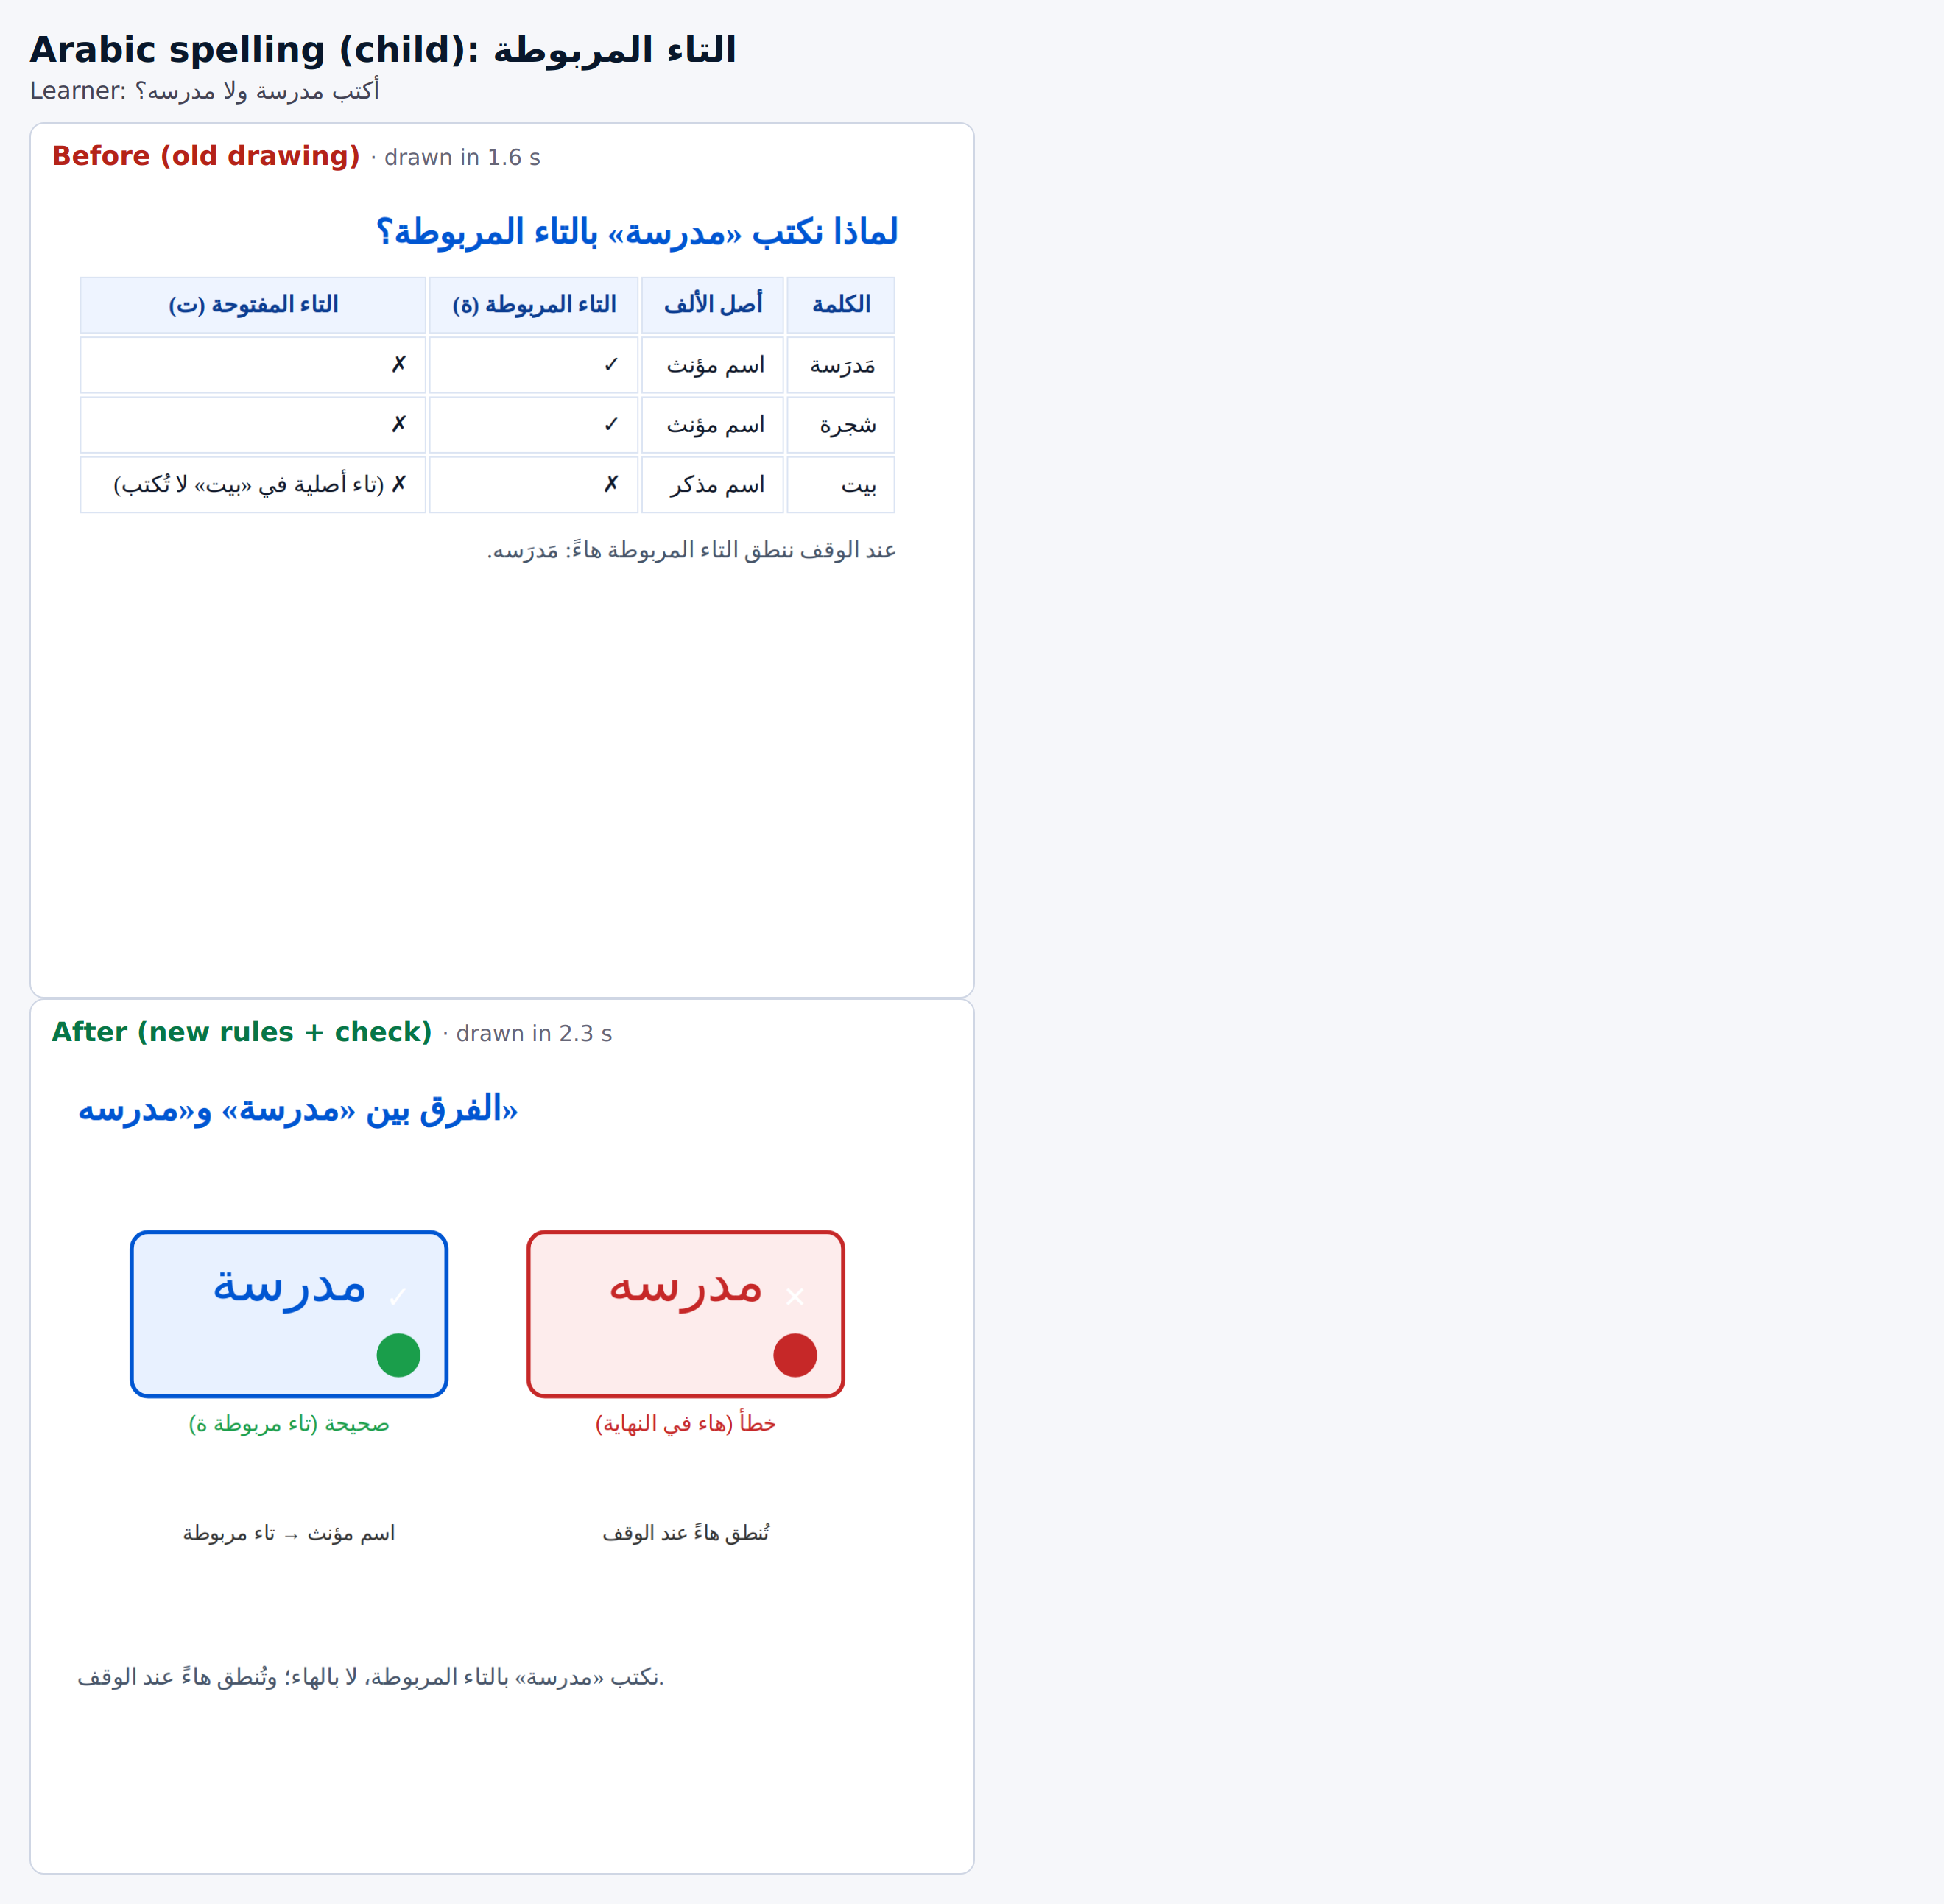 Arabic spelling (child): التاء المربوطة
Learner: أكتب مدرسة ولا مدرسه؟
Before (old drawing) · drawn in 1.6 s
لماذا نكتب «مدرسة» بالتاء المربوطة؟
الكلمة أصل الألف التاء المربوطة (ة) التاء المفتوحة (ت)
مَدرَسة اسم مؤنث ✓ ✗
شجرة اسم مؤنث ✓ ✗
بيت اسم مذكر ✗ ✗ (تاء أصلية في «بيت» لا تُكتب)
عند الوقف ننطق التاء المربوطة هاءً: مَدرَسه.
After (new rules + check) · drawn in 2.3 s
الفرق بين «مدرسة» و«مدرسه»
مدرسة ✓ مدرسه ✕
صحيحة (تاء مربوطة ة) خطأ (هاء في النهاية)
اسم مؤنث → تاء مربوطة تُنطق هاءً عند الوقف
نكتب «مدرسة» بالتاء المربوطة، لا بالهاء؛ وتُنطق هاءً عند الوقف.